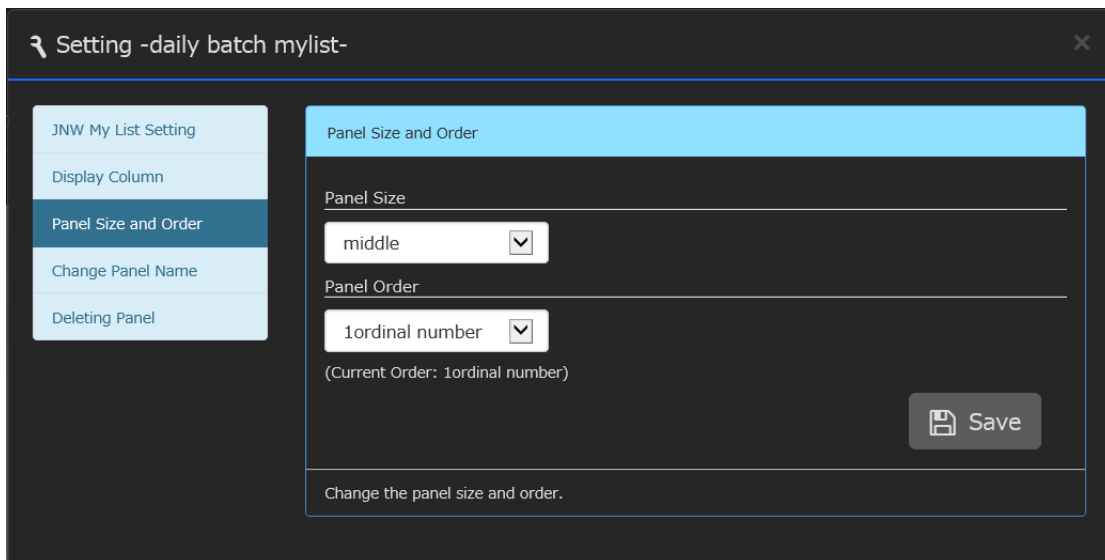 Setting -daily batch mylist-
JNW My List Setting
Display Column
Panel Size and Order
Change Panel Name
Deleting Panel
Panel Size and Order
Panel Size
middle
Panel Order
1ordinal number
(Current Order: 1ordinal number)
Save
Change the panel size and order.